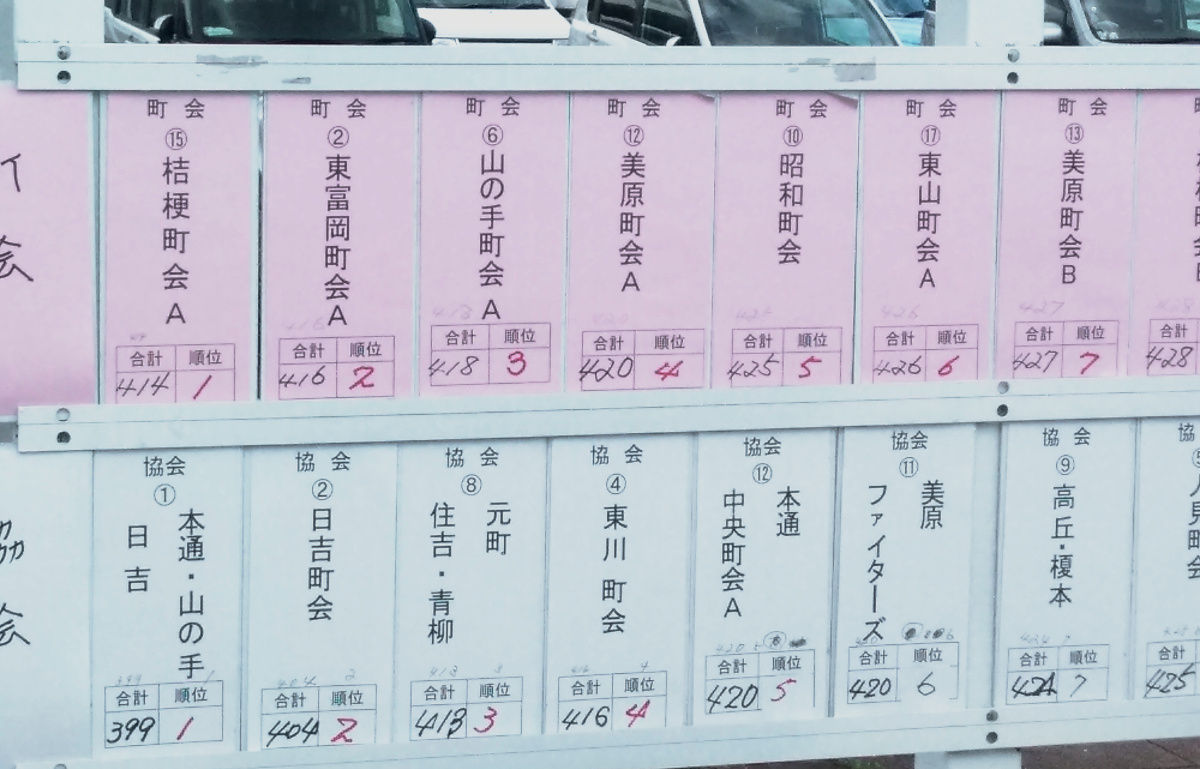 町会
⑮
桔梗町会A
合計 順位
414 1
町会
②
東富岡町会A
合計 順位
416 2
町会
⑥
山の手町会A
合計 順位
418 3
町会
⑫
美原町会A
合計 順位
420 4
町会
⑩
昭和町会
合計 順位
425 5
町会
⑰
東山町会A
合計 順位
426 6
町会
⑬
美原町会B
合計 順位
427 7
合計
428
会
協会
①
本通・山の手
日吉
合計 順位
399 1
協会
②
日吉町会
合計 順位
404 2
協会
⑧
元町
住吉・青柳
合計 順位
413 3
協会
④
東川町会
合計 順位
416 4
協会
⑫
本通
中央町会A
合計 順位
420 5
協会
⑪
美原
ファイターズ
合計 順位
420 6
協会
⑨
高丘・榎本
合計 順位
424 7
合計
425
会